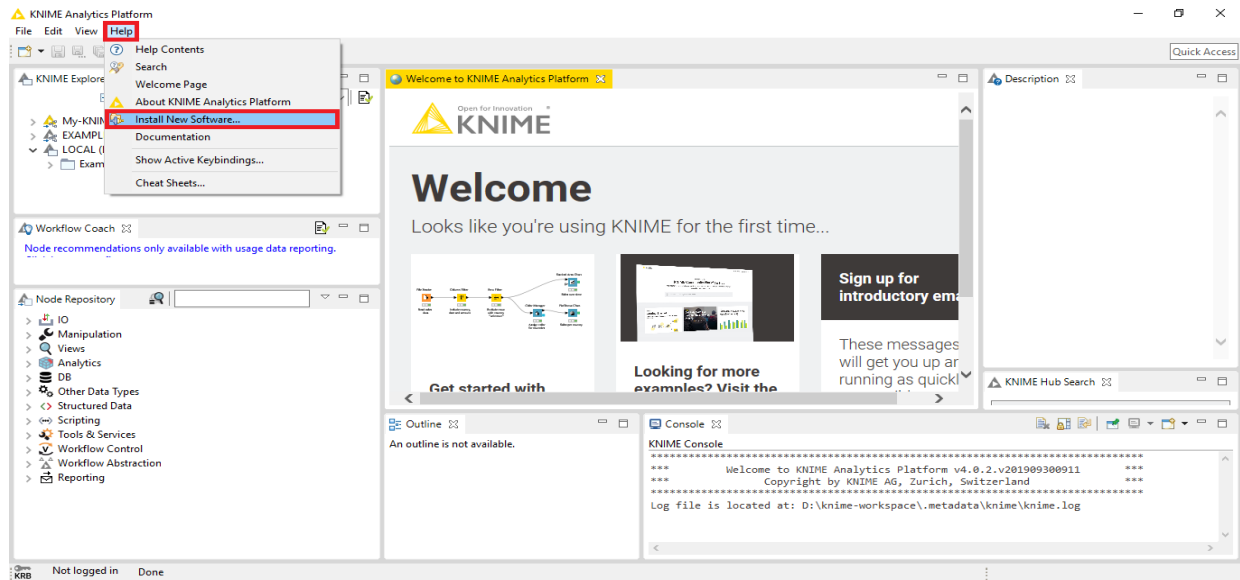 KNIME Analytics Platform
File Edit View Help
Quick Access
Help Contents
Search
Welcome Page
About KNIME Analytics Platform
Install New Software...
Documentation
Show Active Keybindings...
Cheat Sheets...
KNIME Explore
My-KNIM
EXAMPL
LOCAL (
Exam
Workflow Coach
Node recommendations only available with usage data reporting.
Node Repository
IO
Manipulation
Views
Analytics
DB
Other Data Types
Structured Data
Scripting
Tools & Services
Workflow Control
Workflow Abstraction
Reporting
Welcome to KNIME Analytics Platform
Open for Innovation
KNIME
Welcome
Looks like you're using KNIME for the first time...
Get started with
Looking for more
examples? Visit the
Sign up for
introductory ema
These messages
will get you up ar
running as quickl
Description
KNIME Hub Search
Outline
An outline is not available.
Console
KNIME Console
*****************************************************************************
*** Welcome to KNIME Analytics Platform v4.0.2.v201909300911 ***
*** Copyright by KNIME AG, Zurich, Switzerland ***
*****************************************************************************
Log file is located at: D:\knime-workspace\.metadata\knime\knime.log
KRB
Not logged in
Done